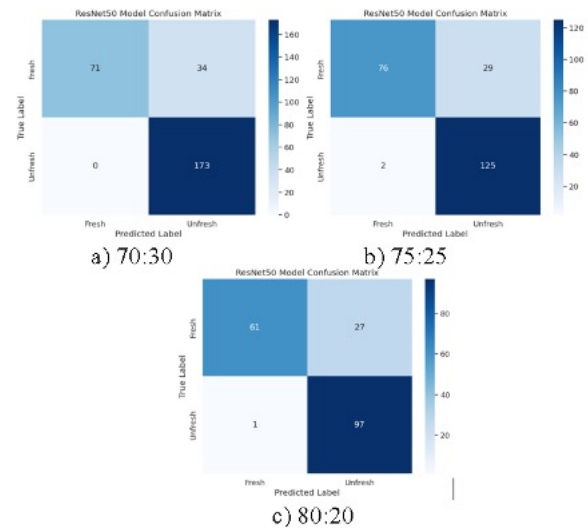 ResNet50 Model Confusion Matrix
Fresh
Unfresh
True Label
71
34
0
173
Fresh
Unfresh
Predicted Label
160
140
120
100
80
60
40
20
0
a) 70:30
ResNet50 Model Confusion Matrix
Fresh
Unfresh
True Label
76
29
2
125
Fresh
Unfresh
Predicted Label
120
100
80
60
40
20
b) 75:25
ResNet50 Model Confusion Matrix
Fresh
Unfresh
True Label
61
27
1
97
Fresh
Unfresh
Predicted Label
80
60
40
20
c) 80:20